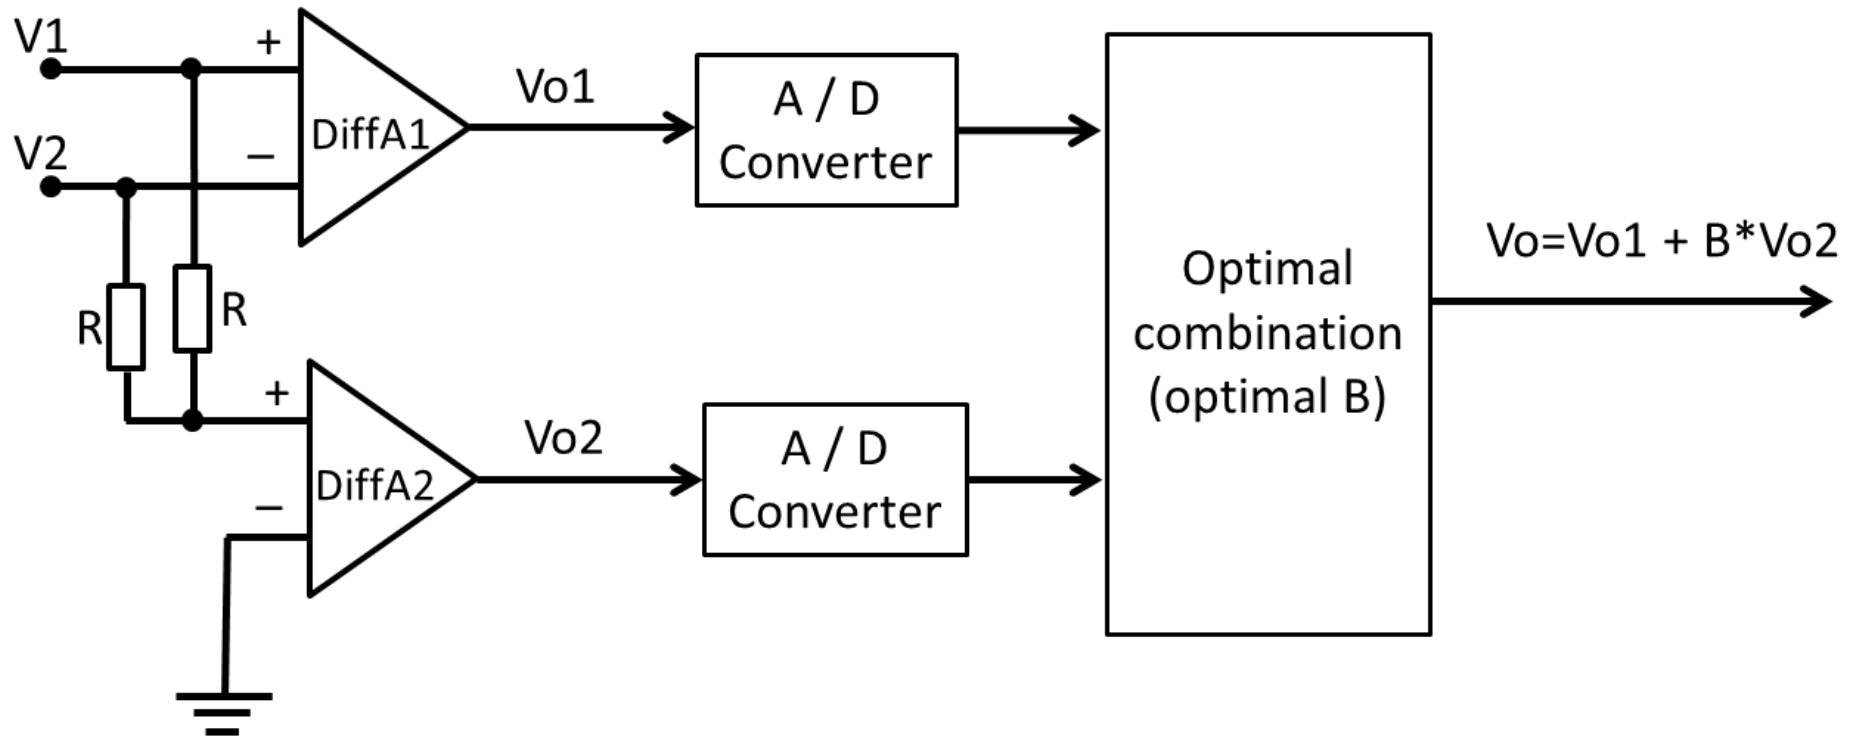 V1
+
DiffA1
Vo1
A / D
Converter
V2
–
R
R
+
DiffA2
–
Vo2
A / D
Converter
Optimal
combination
(optimal B)
Vo=Vo1 + B*Vo2